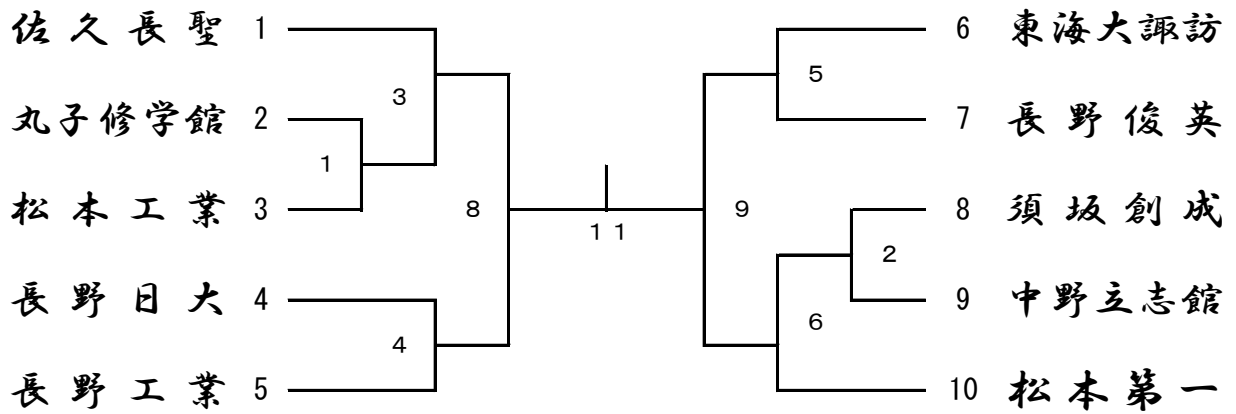 佐久長聖 1
6 東海大諏訪
5
3
丸子修学館 2
7 長野俊英
1
松本工業 3
8
9
8 須坂創成
11
2
長野日大 4
9 中野立志館
6
4
長野工業 5
10 松本第一